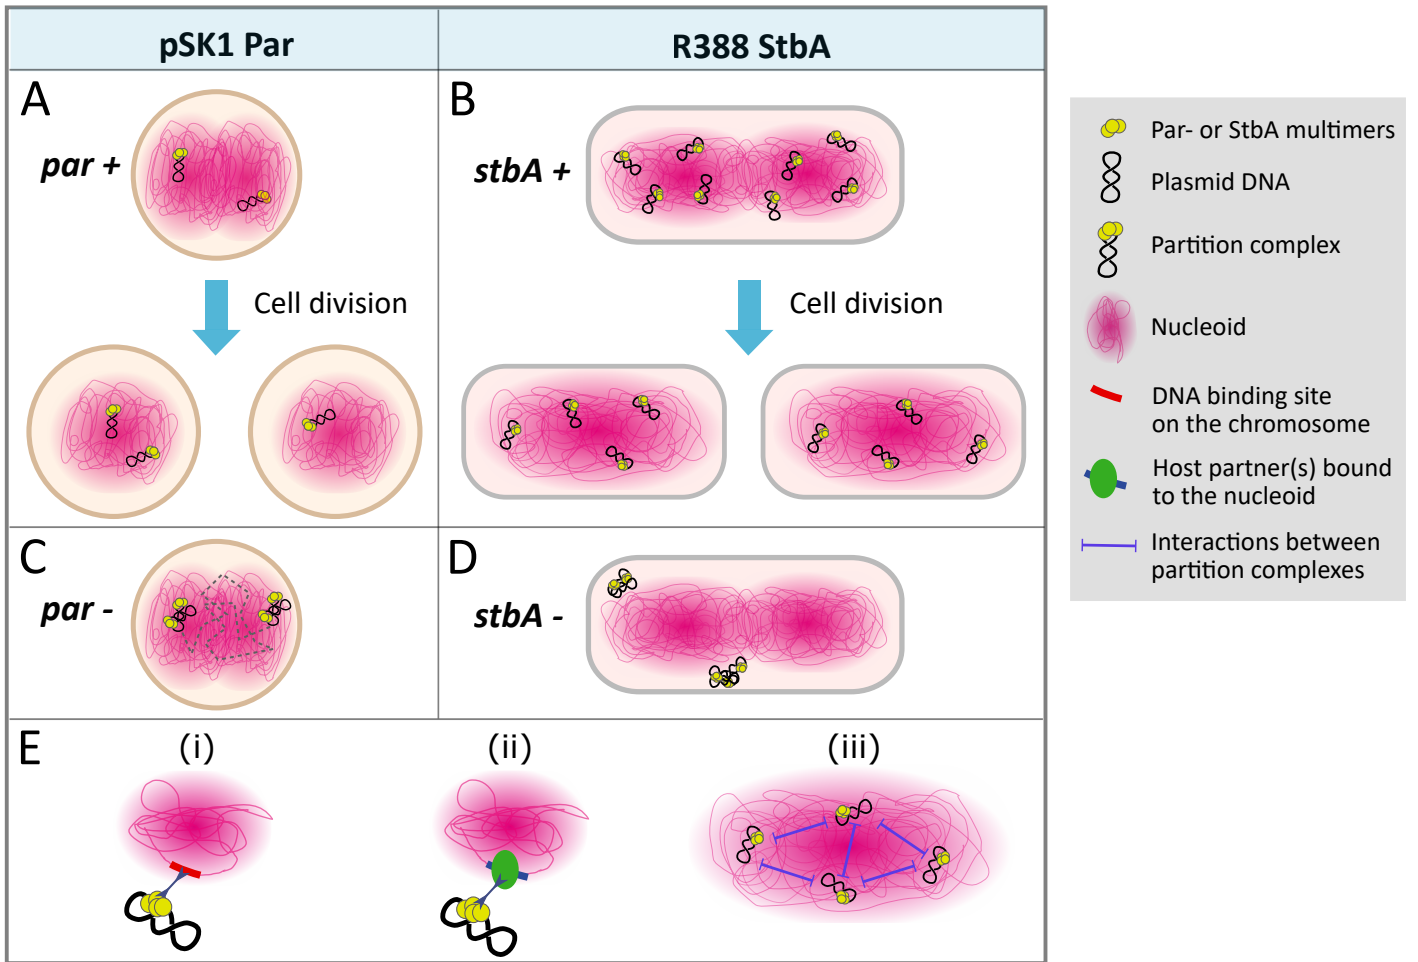 pSK1 Par
R388 StbA
A
par +
Cell division
B
stbA +
Cell division
C
par -
D
stbA -
E
(i)
(ii)
(iii)
Par- or StbA multimers
Plasmid DNA
Partition complex
Nucleoid
DNA binding site
on the chromosome
Host partner(s) bound
to the nucleoid
Interactions between
partition complexes